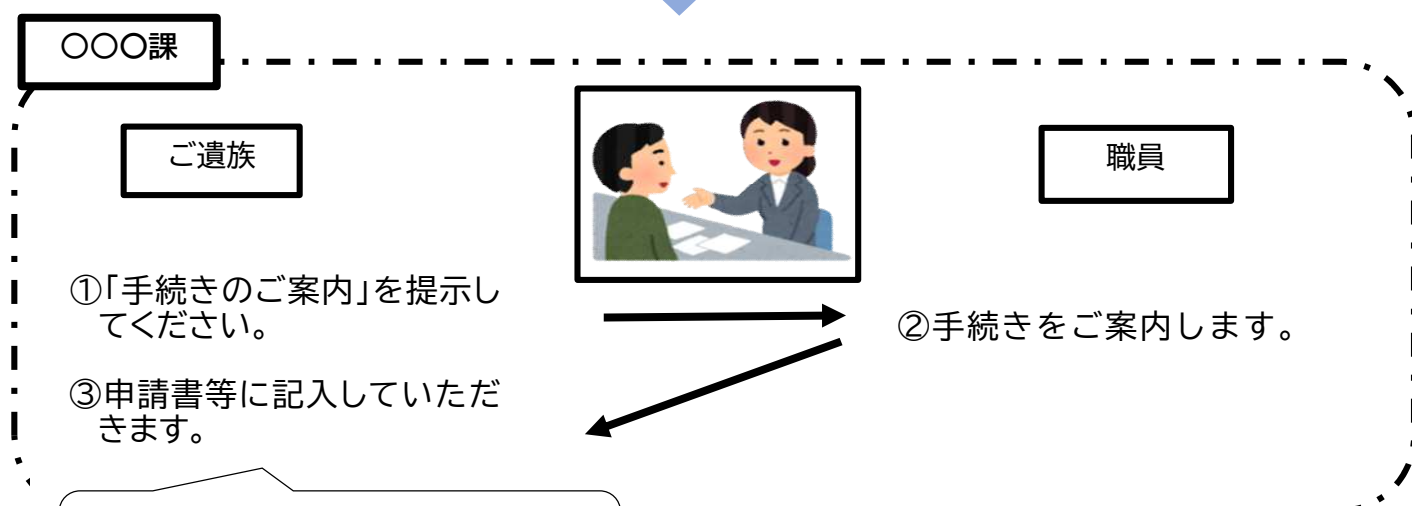 〇〇〇課
ご遺族
職員
①「手続きのご案内」を提示し
てください。
②手続きをご案内します。
③申請書等に記入していただ
きます。